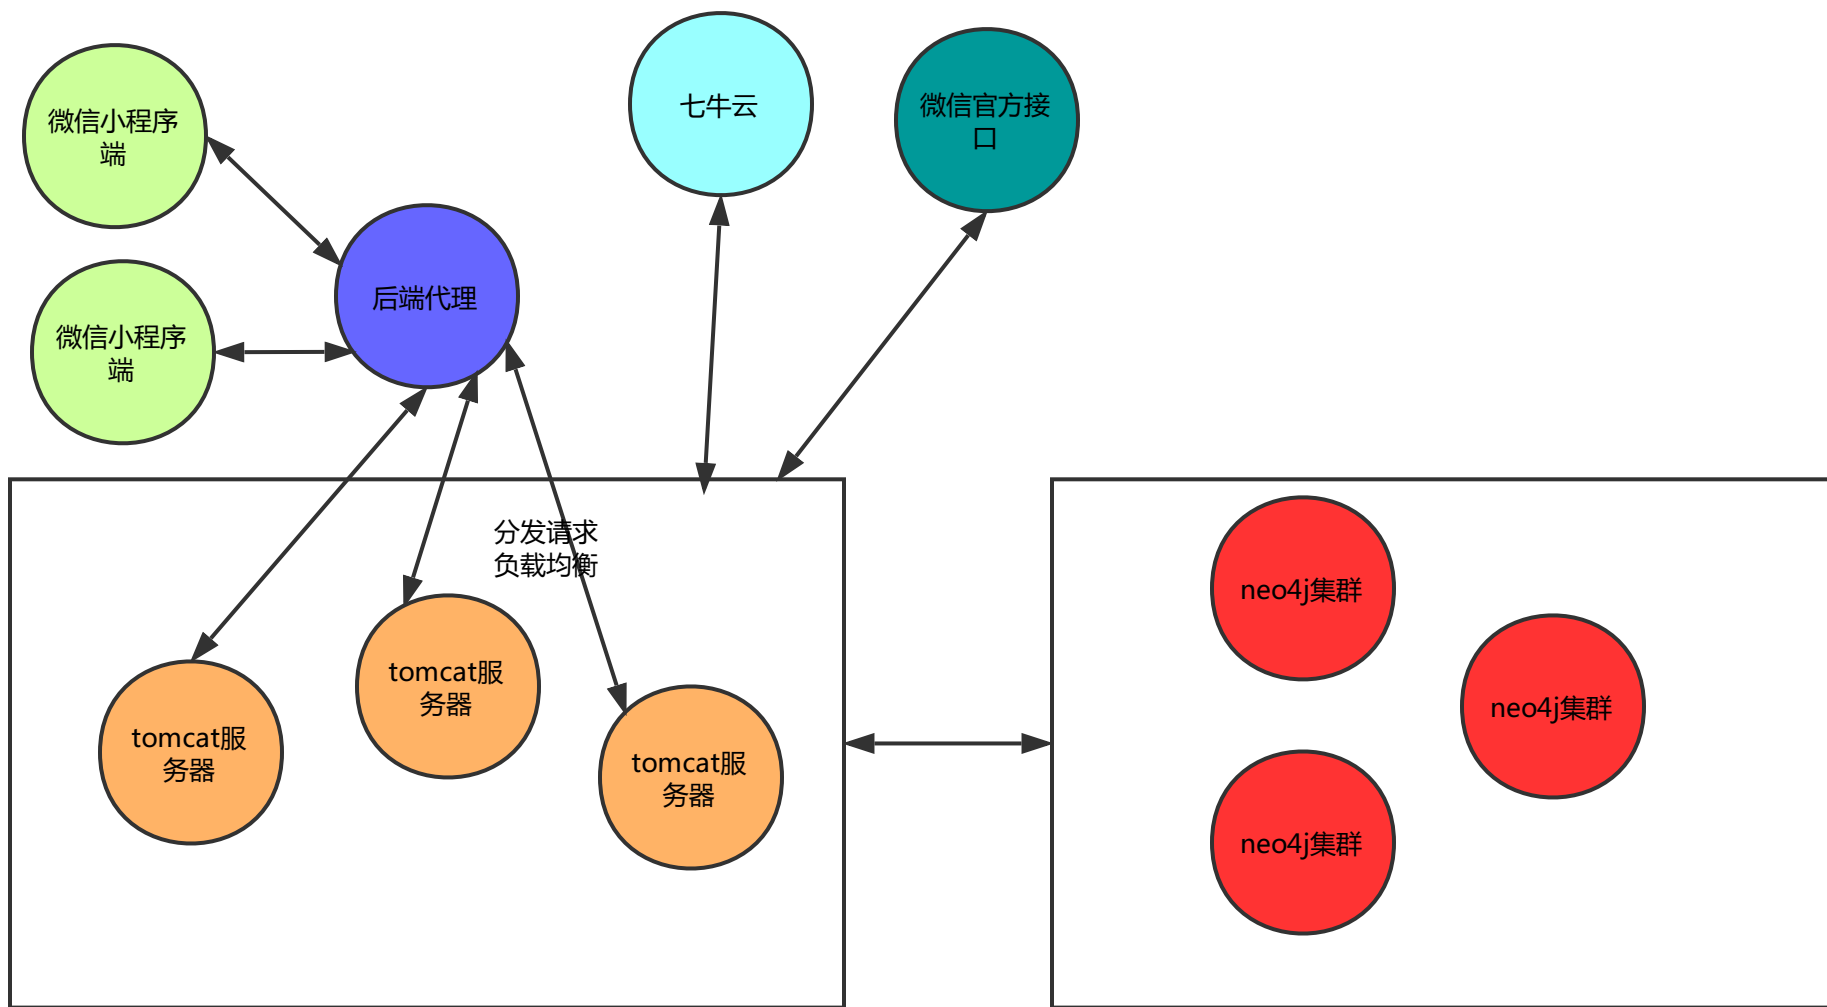 微信小程序
端
七牛云
微信官方接
口
后端代理
微信小程序
端
分发请求
负载均衡
tomcat服
务器
tomcat服
务器
tomcat服
务器
neo4j集群
neo4j集群
neo4j集群